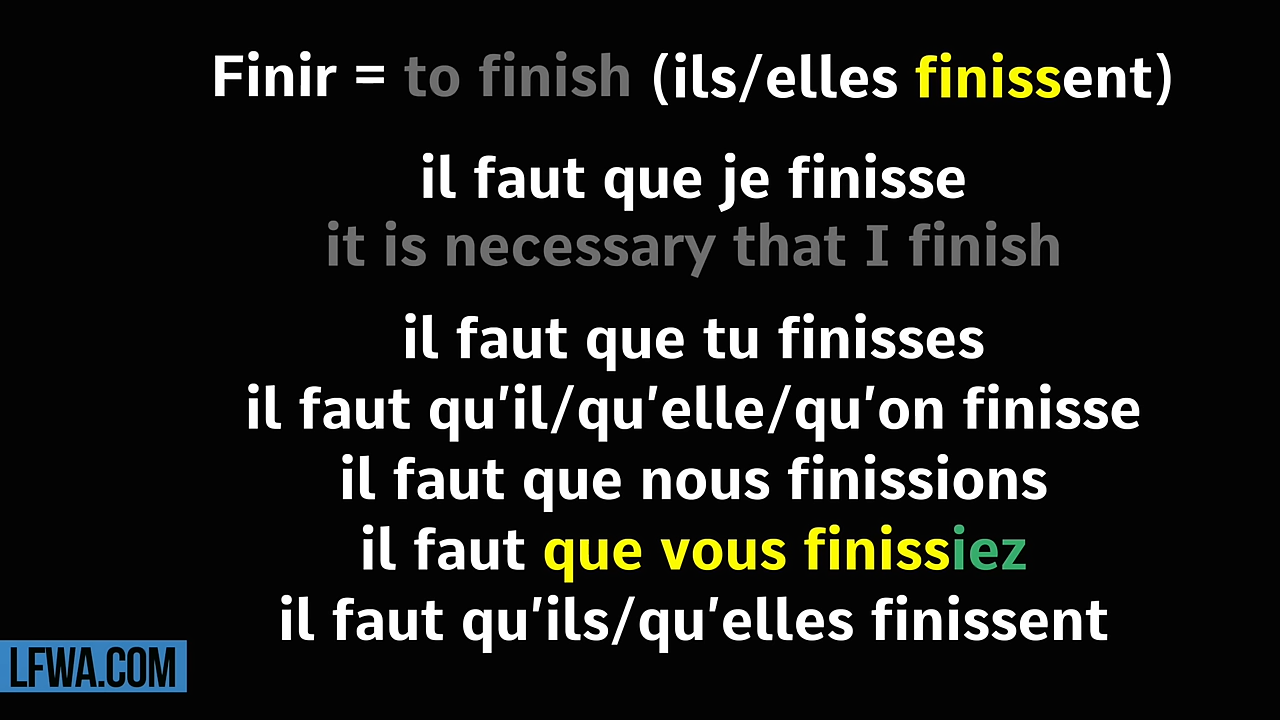 Finir = to finish (ils/elles finissent)
il faut que je finisse
it is necessary that I finish
il faut que tu finisses
il faut qu'il/qu'elle/qu'on finisse
il faut que nous finissions
il faut que vous finissiez
il faut qu'ils/qu'elles finissent
LFWA.COM